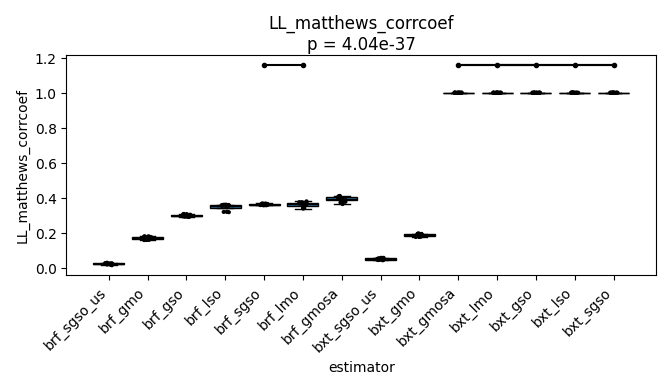 LL_matthews_corrcoef
p = 4.04e-37
LL_matthews_corrcoef
1.2
1.0
0.8
0.6
0.4
0.2
0.0
brf_sgso_us
brf_gmo
brf_gso
brf_lso
brf_sgso
brf_lmo
brf_gmosa
bxt_sgso_us
bxt_gmo
bxt_gmosa
bxt_lmo
bxt_gso
bxt_lso
bxt_sgso
estimator